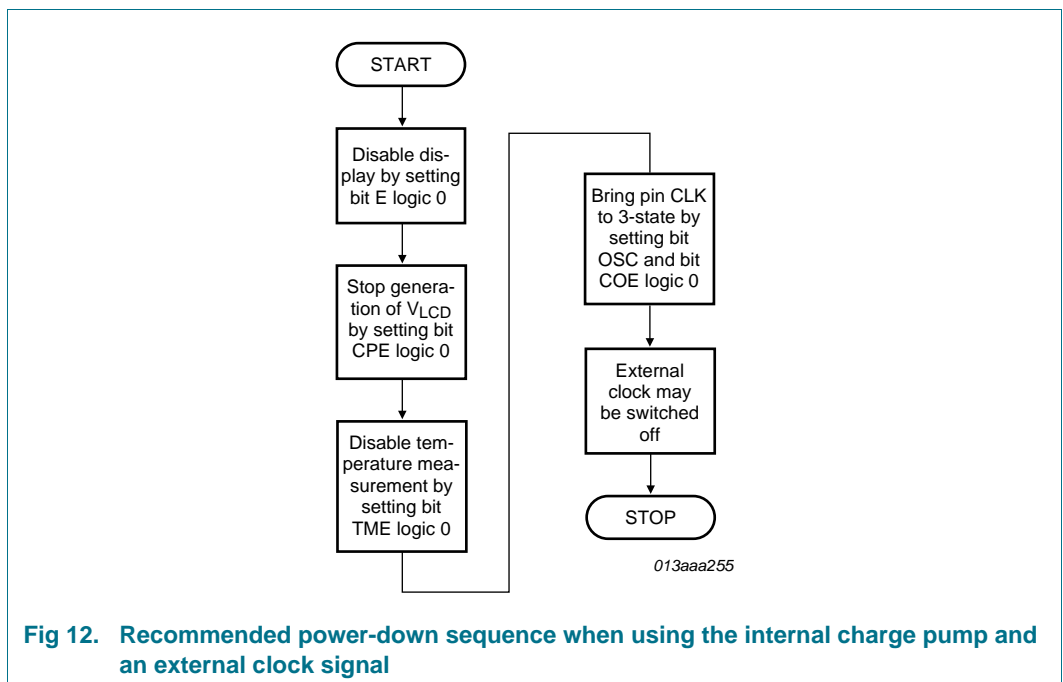 START
Disable dis-
play by setting
bit E logic 0
Stop genera-
tion of VLCD
by setting bit
CPE logic 0
Disable tem-
perature mea-
surement by
setting bit
TME logic 0
Bring pin CLK
to 3-state by
setting bit
OSC and bit
COE logic 0
External
clock may
be switched
off
STOP
013aaa255
Fig 12. Recommended power-down sequence when using the internal charge pump and
an external clock signal